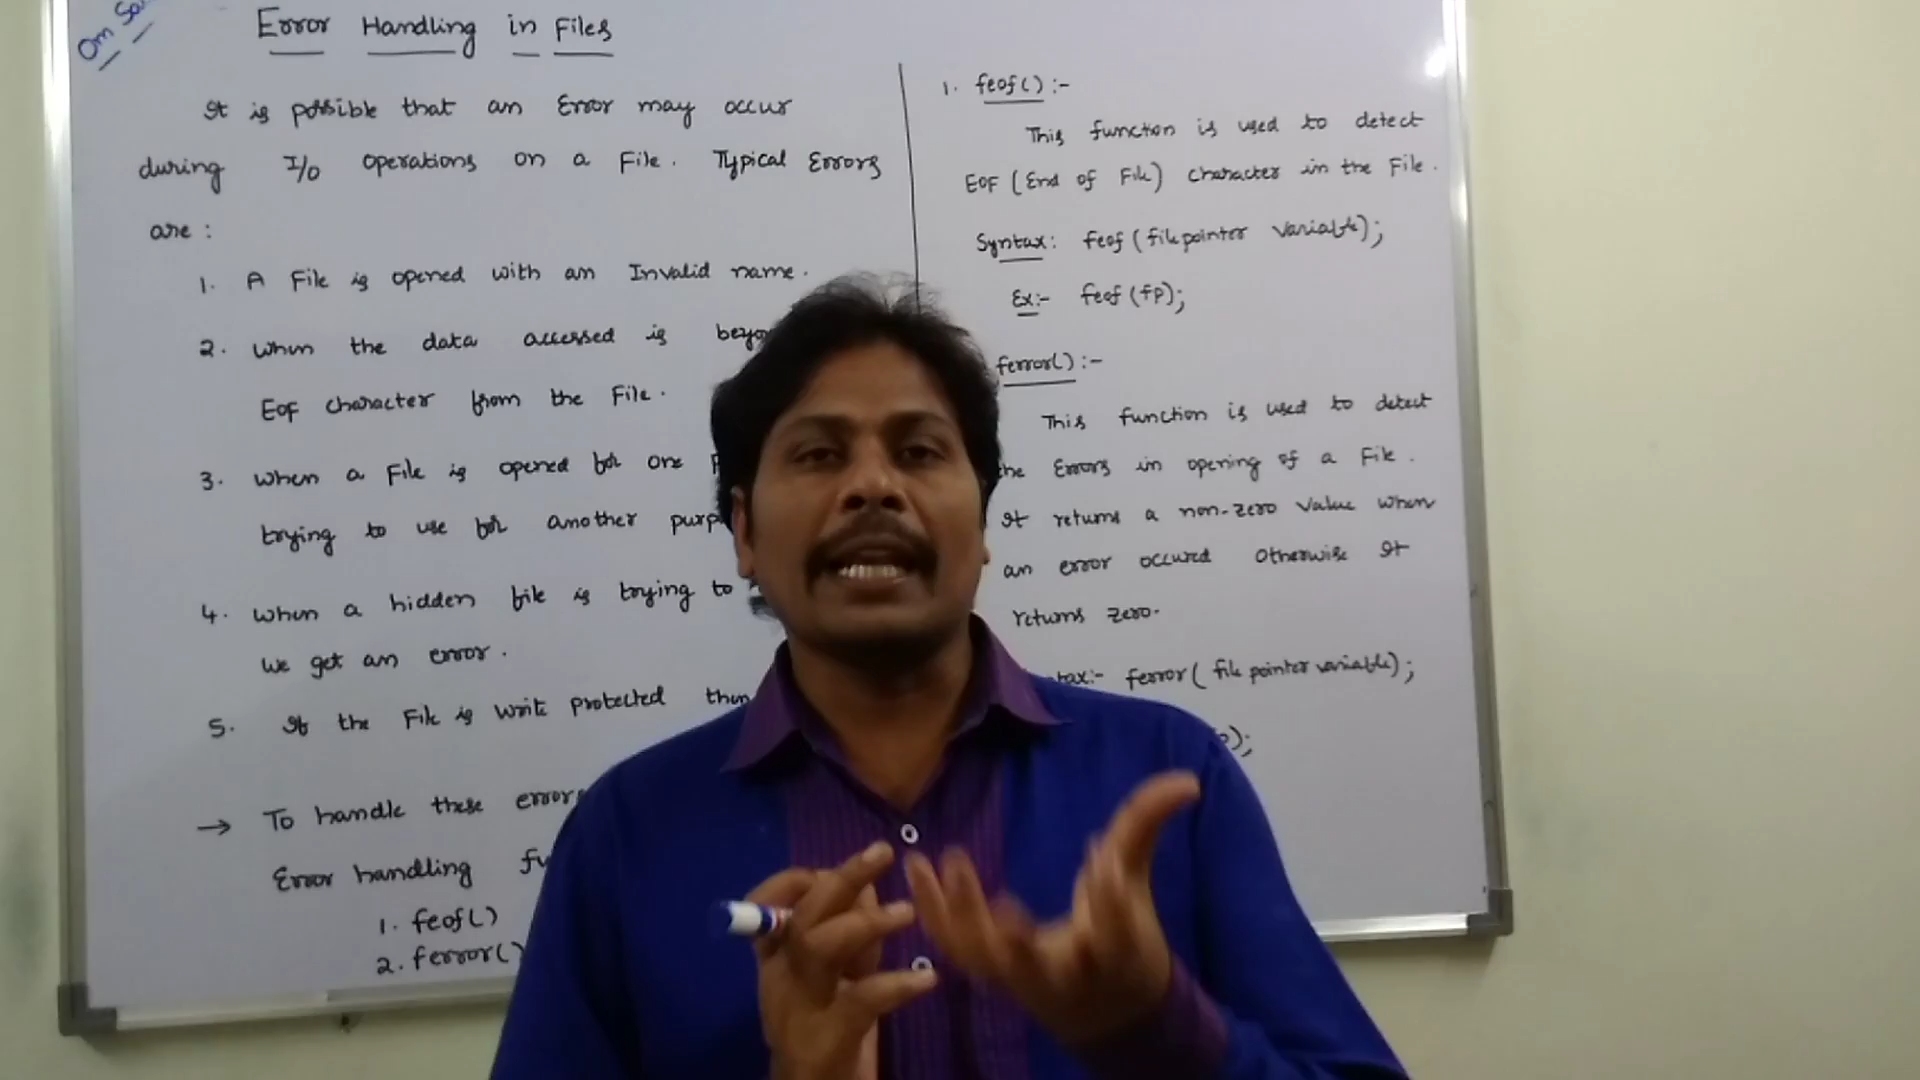 Om Sai
Error Handling in Files
It is possible that an Error may occur
during I/o operations on a File. Typical Errors
are :
1. A File is opened with an Invalid name.
2. When the data accessed is
EOF character from the File.
3. When a File is opened for one
trying to use for another
4. When a hidden file is trying to
we get an error.
5. If the File is write protected then
→ To handle these errors
Error handling
1. feof()
2. ferror()
1. feof() :-
This function is used to detect
EOF (End of File) character in the File.
Syntax: feof (filepointer variable);
Ex:- feof (fp);
ferror() :-
This function is used to detect
the Errors in opening of a File.
It returns a non-zero value when
an error occured otherwise It
returns zero.
ferror( file pointer variable);